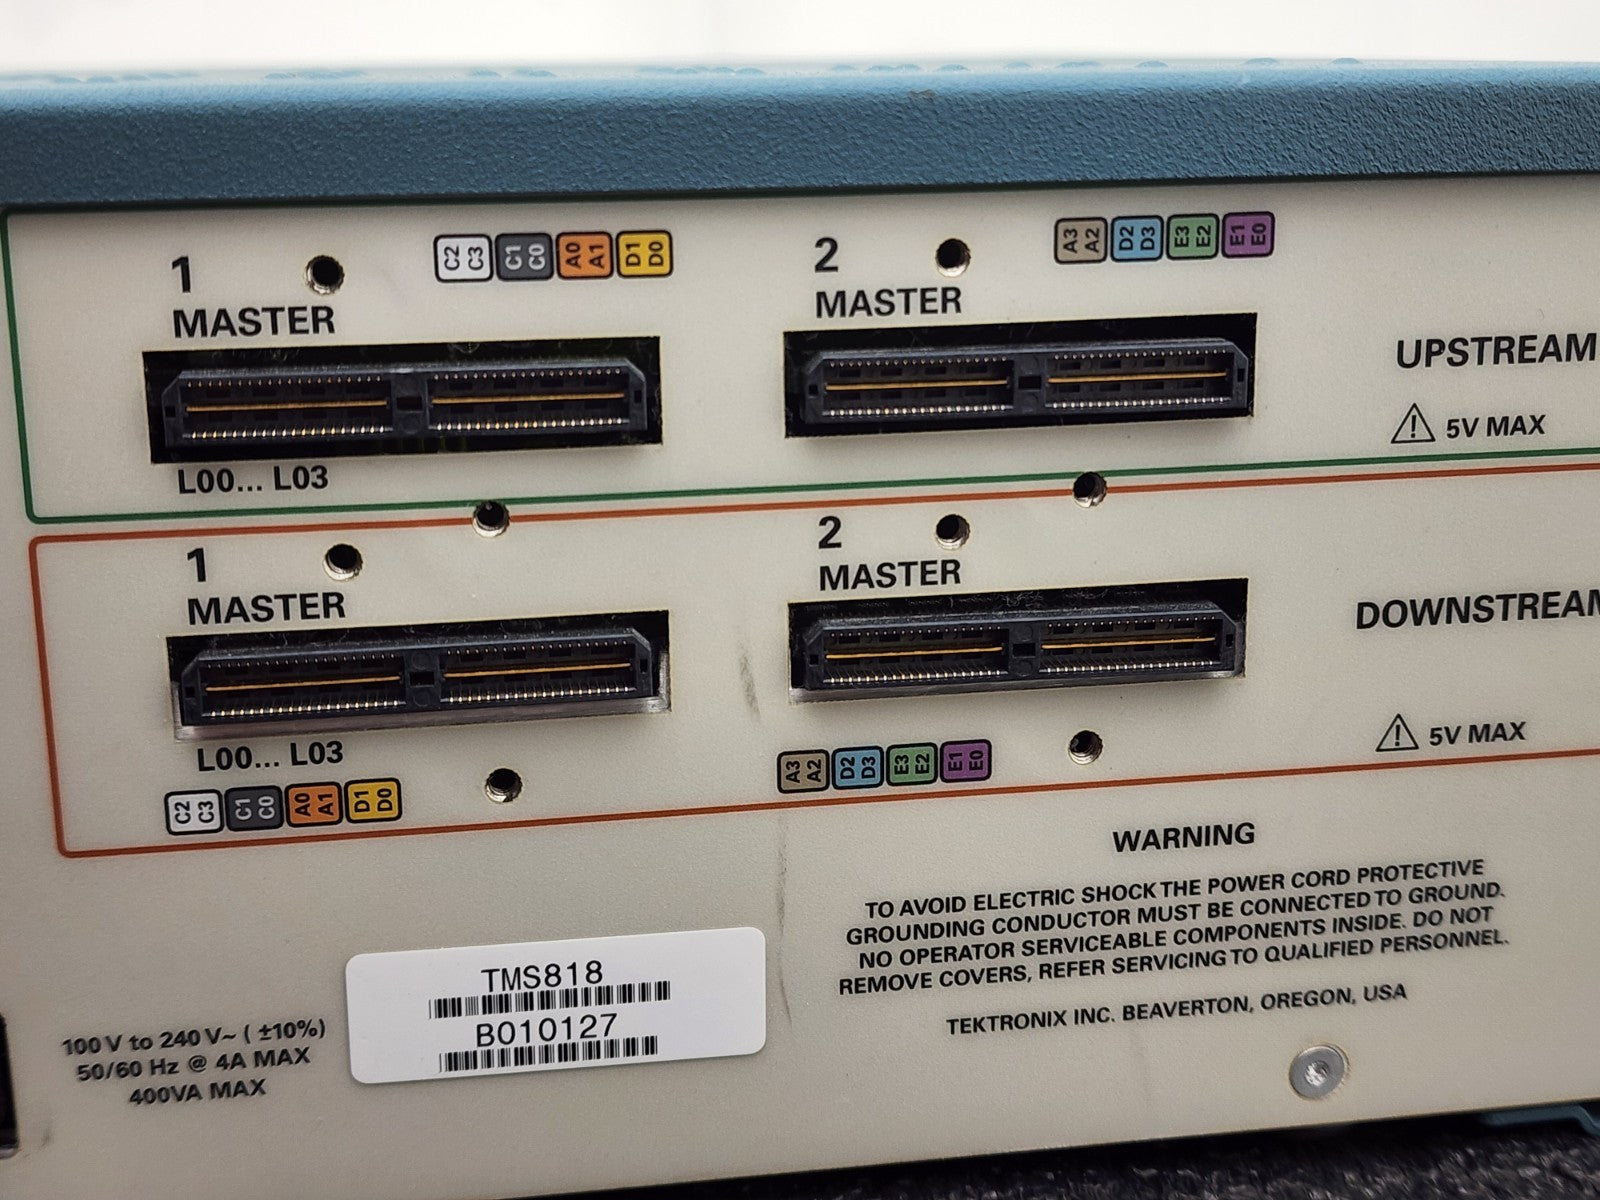 1
MASTER
C2 C3 C1 C0 A0 A1 D1 D0
L00... L03
2
MASTER
A3 A2 D2 D3 E3 E2 E1 E0
UPSTREAM
5V MAX
1
MASTER
L00... L03
C2 C3 C1 C0 A0 A1 D1 D0
2
MASTER
A3 A2 D2 D3 E3 E2 E1 E0
DOWNSTREAM
5V MAX
WARNING
TO AVOID ELECTRIC SHOCK THE POWER CORD PROTECTIVE
GROUNDING CONDUCTOR MUST BE CONNECTED TO GROUND.
NO OPERATOR SERVICEABLE COMPONENTS INSIDE. DO NOT
REMOVE COVERS, REFER SERVICING TO QUALIFIED PERSONNEL.
TEKTRONIX INC. BEAVERTON, OREGON, USA
TMS818
B010127
100 V to 240 V~ ( ±10%)
50/60 Hz @ 4A MAX
400VA MAX